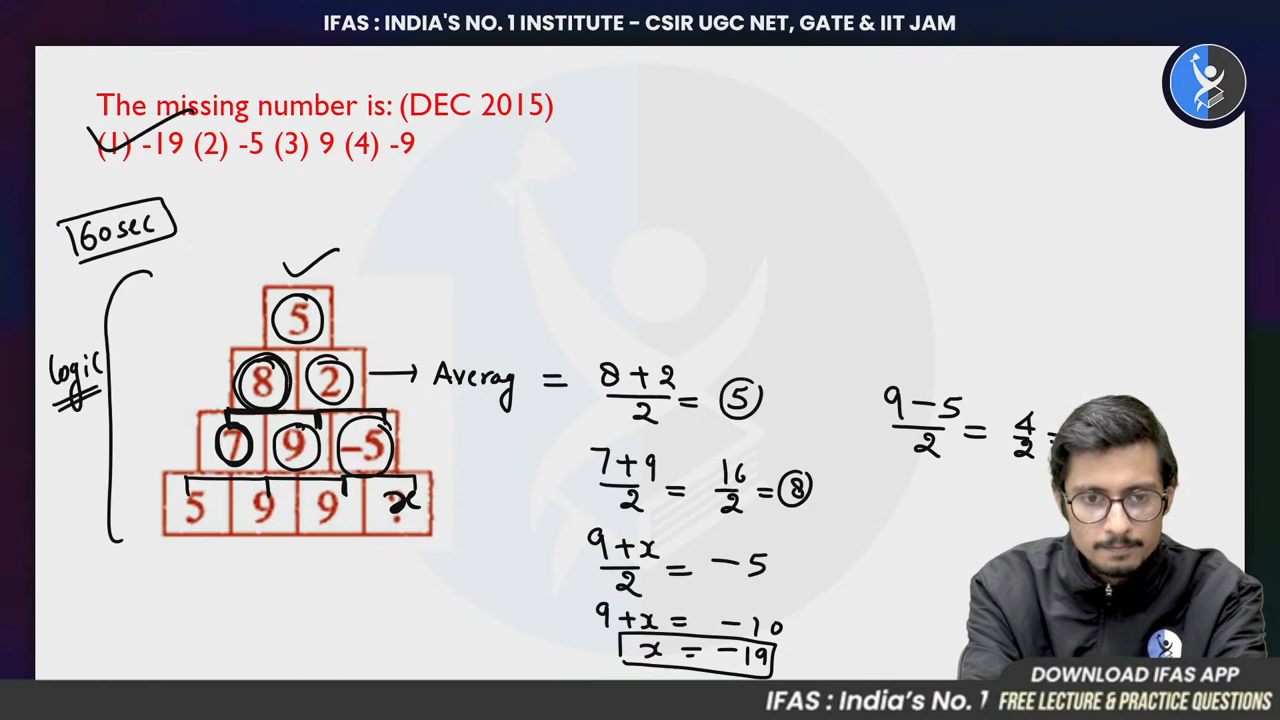 IFAS : INDIA'S NO. 1 INSTITUTE – CSIR UGC NET, GATE & IIT JAM
The missing number is: (DEC 2015)
(1) -19 (2) -5 (3) 9 (4) -9
160sec
logic
5
8 2
7 9 -5
5 9 9 ? x
→ Averag = 8+2/2 = 5
7+9/2 = 16/2 = 8
9+x/2 = -5
9+x = -10
x = -19
9-5/2 = 4/2 =
DOWNLOAD IFAS APP
IFAS : India's No. 1 FREE LECTURE & PRACTICE QUESTIONS